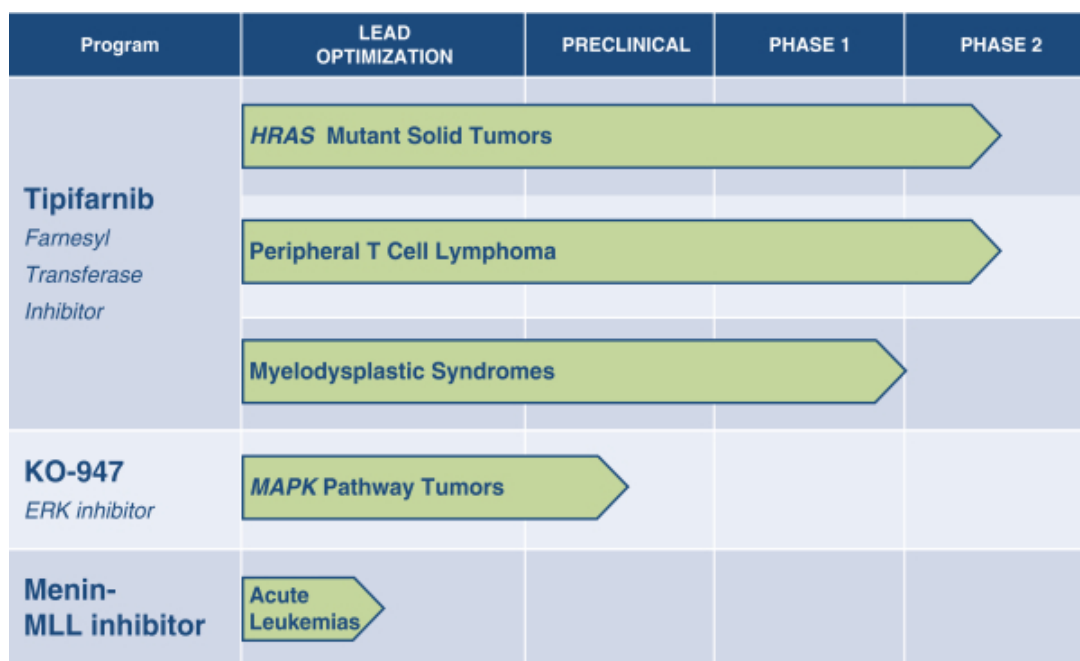 Program
LEAD
OPTIMIZATION
PRECLINICAL
PHASE 1
PHASE 2
Tipifarnib
Farnesyl
Transferase
Inhibitor
HRAS Mutant Solid Tumors
Peripheral T Cell Lymphoma
Myelodysplastic Syndromes
KO-947
ERK inhibitor
MAPK Pathway Tumors
Menin-
MLL inhibitor
Acute
Leukemias